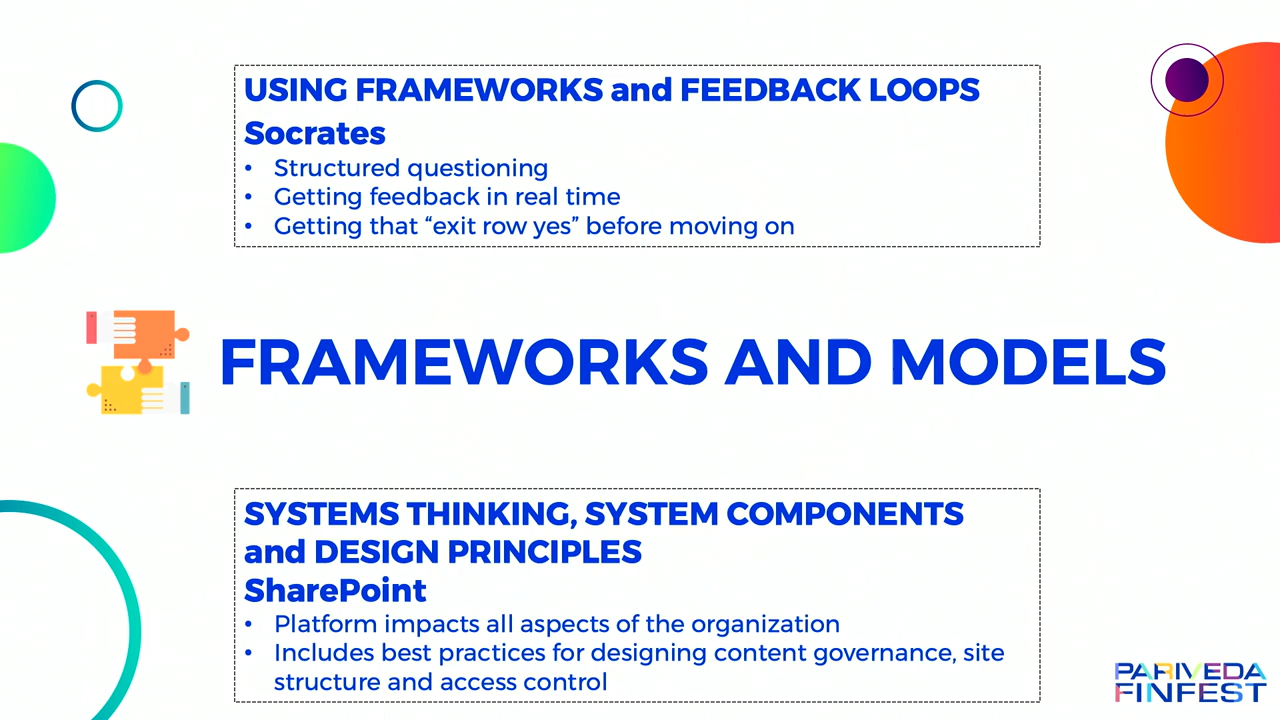 USING FRAMEWORKS and FEEDBACK LOOPS
Socrates
• Structured questioning
• Getting feedback in real time
• Getting that “exit row yes” before moving on
FRAMEWORKS AND MODELS
SYSTEMS THINKING, SYSTEM COMPONENTS
and DESIGN PRINCIPLES
SharePoint
• Platform impacts all aspects of the organization
• Includes best practices for designing content governance, site
structure and access control
PARIVEDA
FINFEST